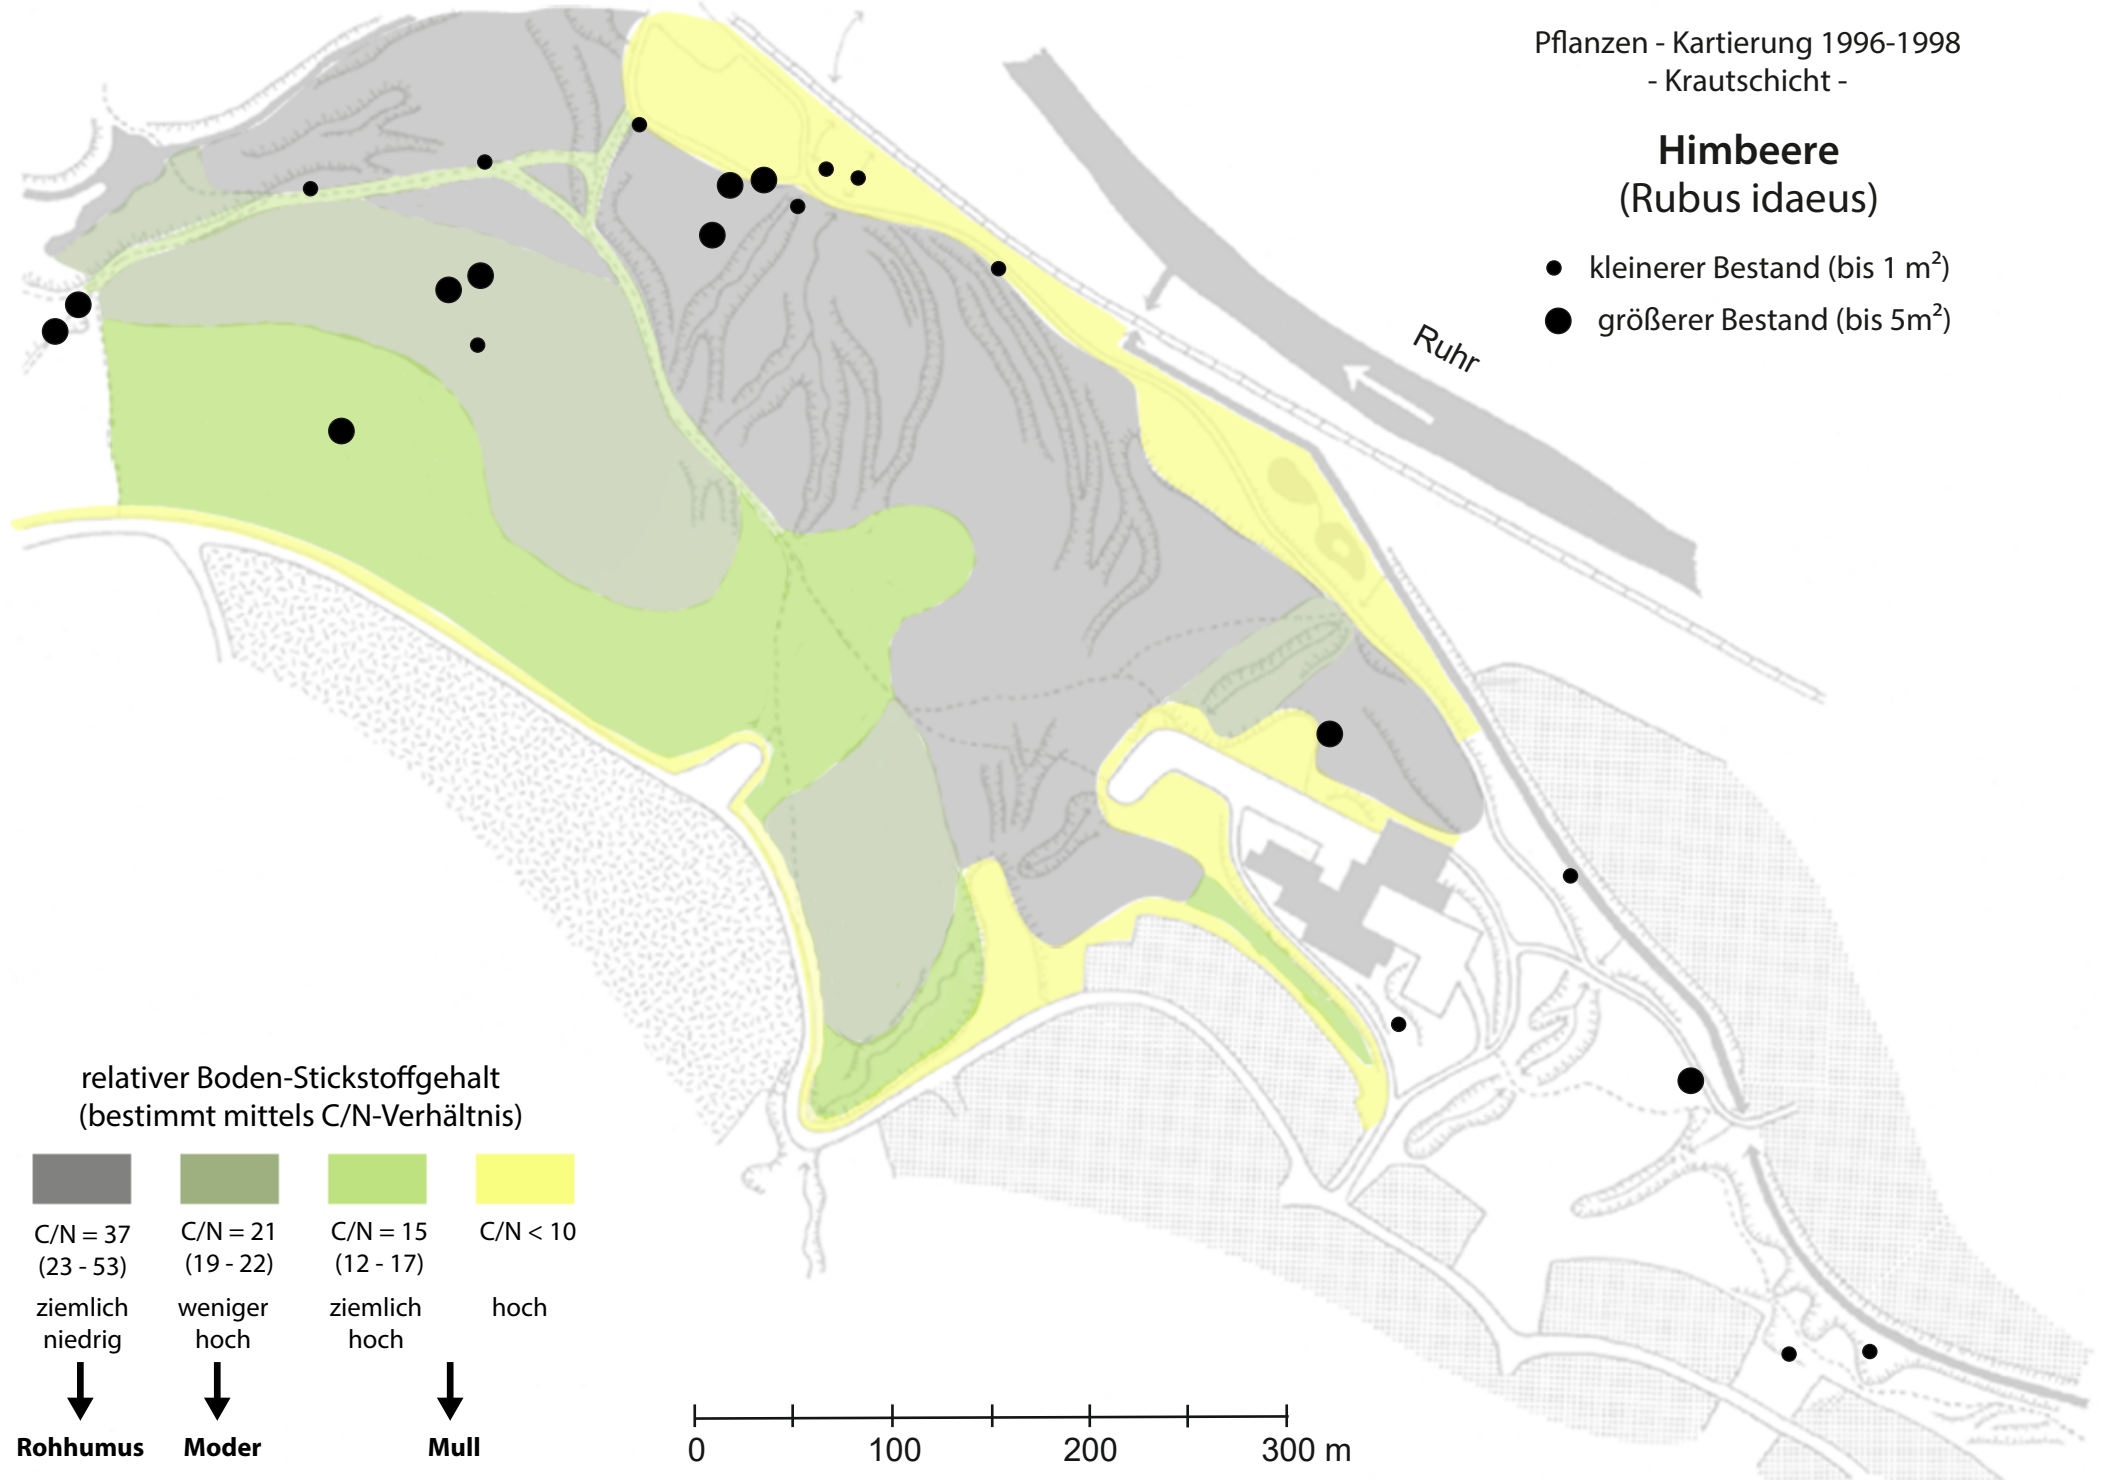 Pflanzen - Kartierung 1996-1998
- Krautschicht -
Himbeere
(Rubus idaeus)
kleinerer Bestand (bis 1 m²)
größerer Bestand (bis 5m²)
Ruhr
relativer Boden-Stickstoffgehalt
(bestimmt mittels C/N-Verhältnis)
C/N = 37 C/N = 21 C/N = 15 C/N < 10
(23 - 53) (19 - 22) (12 - 17)
ziemlich weniger ziemlich hoch
niedrig hoch hoch
Rohhumus Moder Mull
0 100 200 300 m